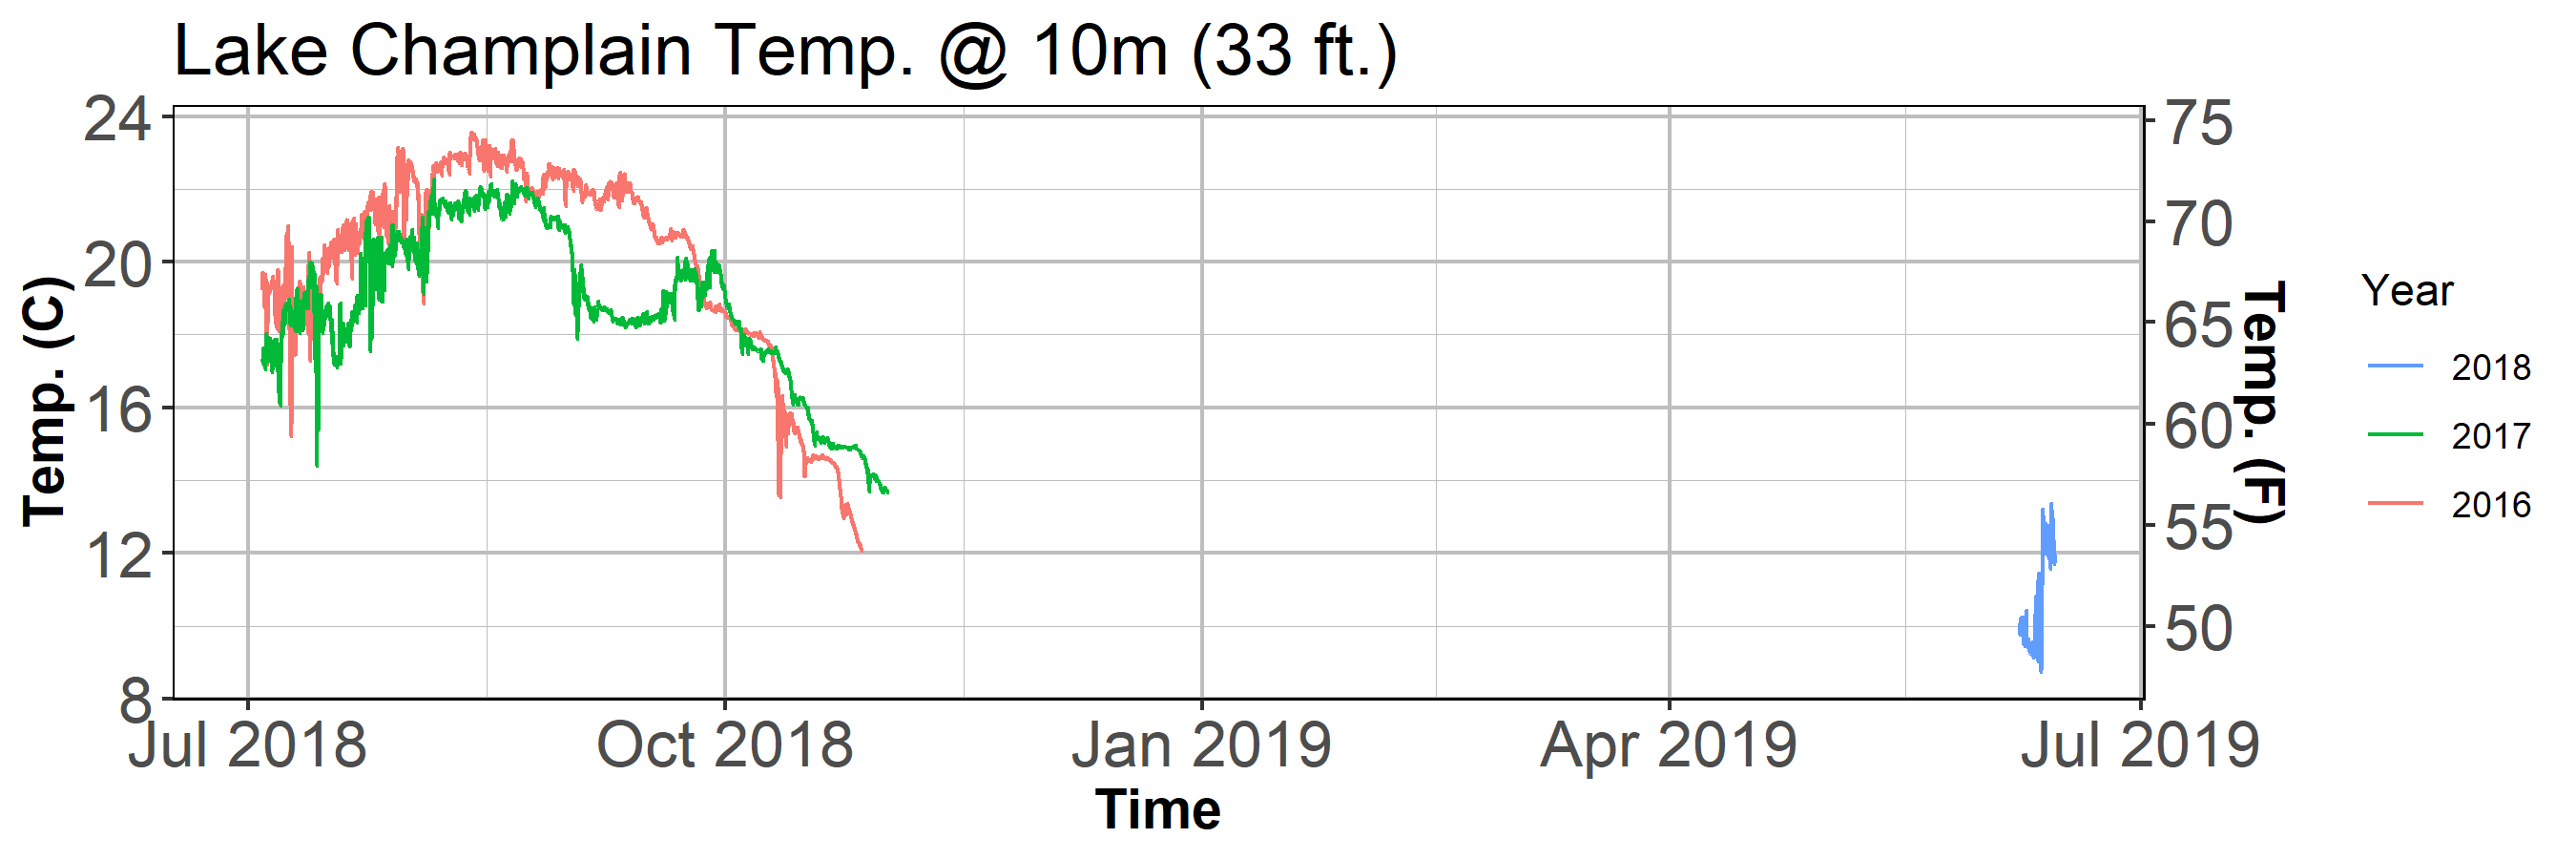 Lake Champlain Temp. @ 10m (33 ft.)
Temp. (C)
24
20
16
12
8
75
70
65
60
55
50
Temp. (F)
Jul 2018
Oct 2018
Jan 2019
Apr 2019
Jul 2019
Time
Year
2018
2017
2016